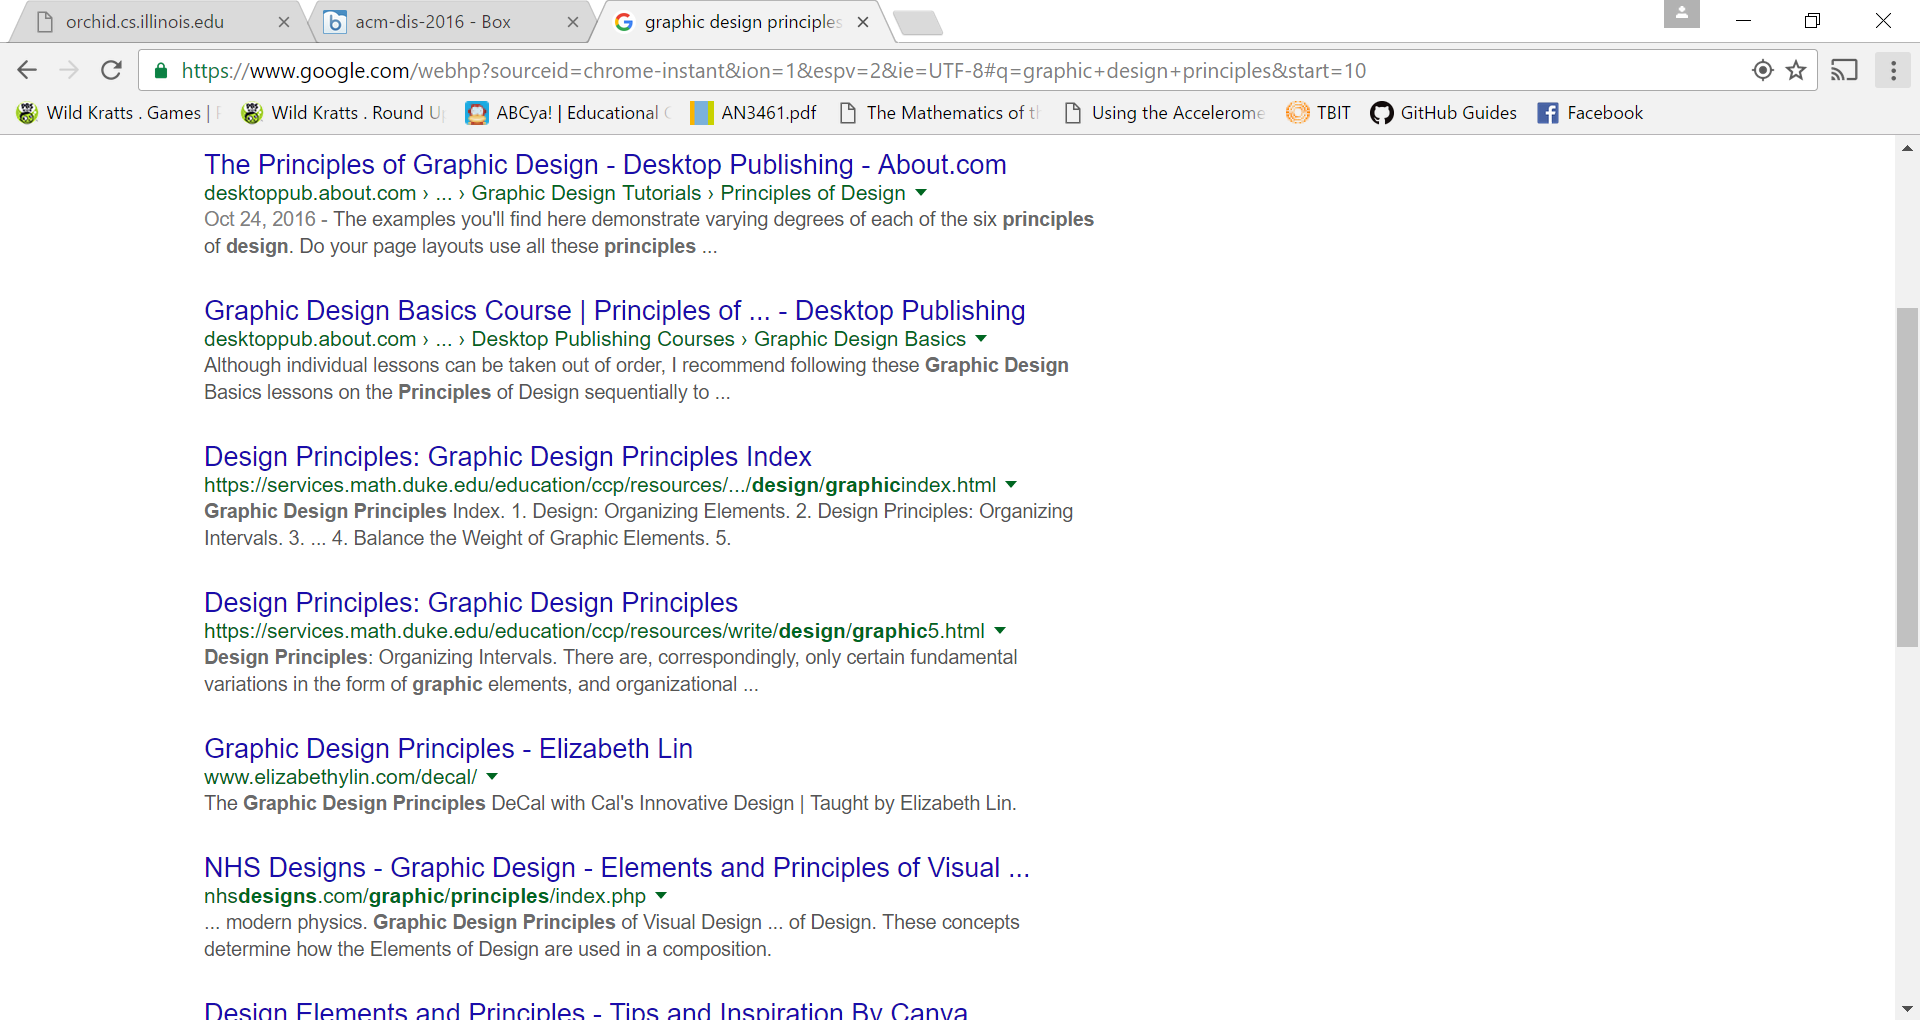 orchid.cs.illinois.edu
acm-dis-2016 - Box
graphic design principles
https://www.google.com/webhp?sourceid=chrome-instant&ion=1&espv=2&ie=UTF-8#q=graphic+design+principles&start=10
Wild Kratts . Games |
Wild Kratts . Round
ABCya! | Educational
AN3461.pdf
The Mathematics of
Using the Accelerome
TBIT
GitHub Guides
Facebook
The Principles of Graphic Design - Desktop Publishing - About.com
desktoppub.about.com › ... › Graphic Design Tutorials › Principles of Design
Oct 24, 2016 - The examples you'll find here demonstrate varying degrees of each of the six principles
of design. Do your page layouts use all these principles ...
Graphic Design Basics Course | Principles of ... - Desktop Publishing
desktoppub.about.com › ... › Desktop Publishing Courses › Graphic Design Basics
Although individual lessons can be taken out of order, I recommend following these Graphic Design
Basics lessons on the Principles of Design sequentially to ...
Design Principles: Graphic Design Principles Index
https://services.math.duke.edu/education/ccp/resources/.../design/graphicindex.html
Graphic Design Principles Index. 1. Design: Organizing Elements. 2. Design Principles: Organizing
Intervals. 3. ... 4. Balance the Weight of Graphic Elements. 5.
Design Principles: Graphic Design Principles
https://services.math.duke.edu/education/ccp/resources/write/design/graphic5.html
Design Principles: Organizing Intervals. There are, correspondingly, only certain fundamental
variations in the form of graphic elements, and organizational ...
Graphic Design Principles - Elizabeth Lin
www.elizabethylin.com/decal/
The Graphic Design Principles DeCal with Cal's Innovative Design | Taught by Elizabeth Lin.
NHS Designs - Graphic Design - Elements and Principles of Visual ...
nhsdesigns.com/graphic/principles/index.php
... modern physics. Graphic Design Principles of Visual Design ... of Design. These concepts
determine how the Elements of Design are used in a composition.
Design Elements and Principles - Tips and Inspiration By Canva